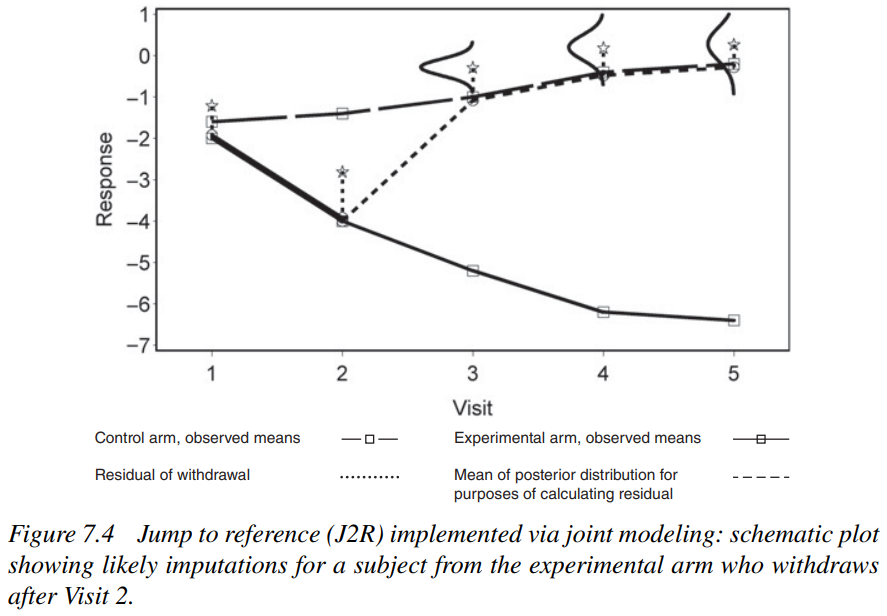 1
0
−1
−2
−3
−4
−5
−6
−7
Response
1 2 3 4 5
Visit
Control arm, observed means
Experimental arm, observed means
Residual of withdrawal
Mean of posterior distribution for
purposes of calculating residual
Figure 7.4 Jump to reference (J2R) implemented via joint modeling: schematic plot
showing likely imputations for a subject from the experimental arm who withdraws
after Visit 2.